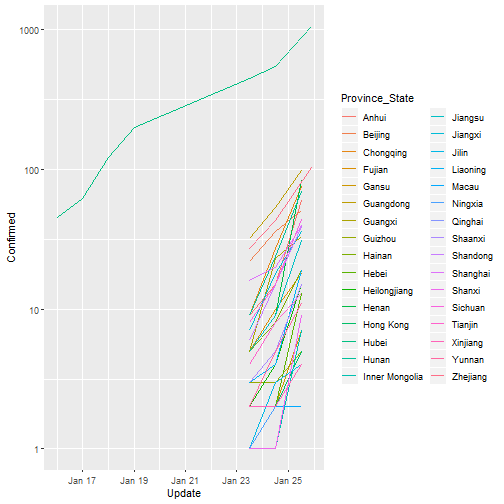 1000
100
10
1
Confirmed
Jan 17
Jan 19
Jan 21
Jan 23
Jan 25
Update
Province_State
Anhui
Beijing
Chongqing
Fujian
Gansu
Guangdong
Guangxi
Guizhou
Hainan
Hebei
Heilongjiang
Henan
Hong Kong
Hubei
Hunan
Inner Mongolia
Jiangsu
Jiangxi
Jilin
Liaoning
Macau
Ningxia
Qinghai
Shaanxi
Shandong
Shanghai
Shanxi
Sichuan
Tianjin
Xinjiang
Yunnan
Zhejiang